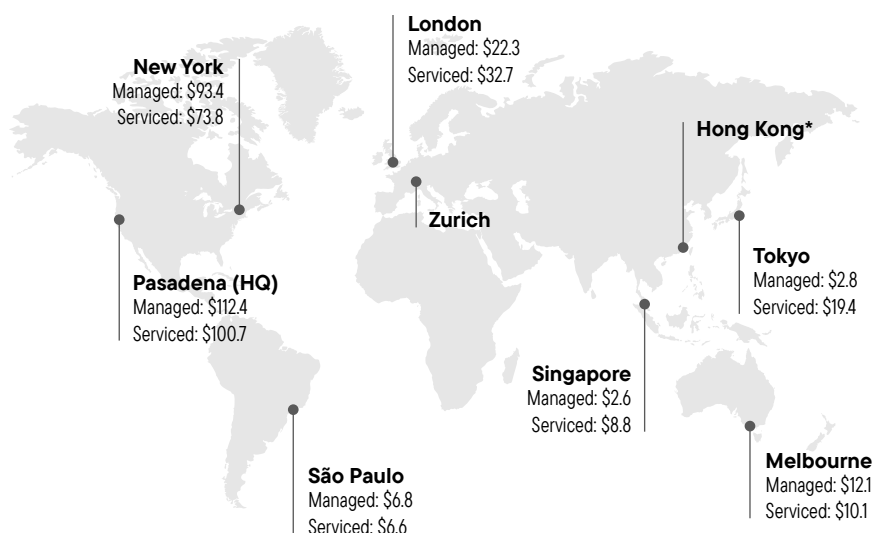 London
Managed: $22.3
Serviced: $32.7
New York
Managed: $93.4
Serviced: $73.8
Hong Kong*
Zurich
Tokyo
Managed: $2.8
Serviced: $19.4
Pasadena (HQ)
Managed: $112.4
Serviced: $100.7
Singapore
Managed: $2.6
Serviced: $8.8
Melbourne
Managed: $12.1
Serviced: $10.1
São Paulo
Managed: $6.8
Serviced: $6.6